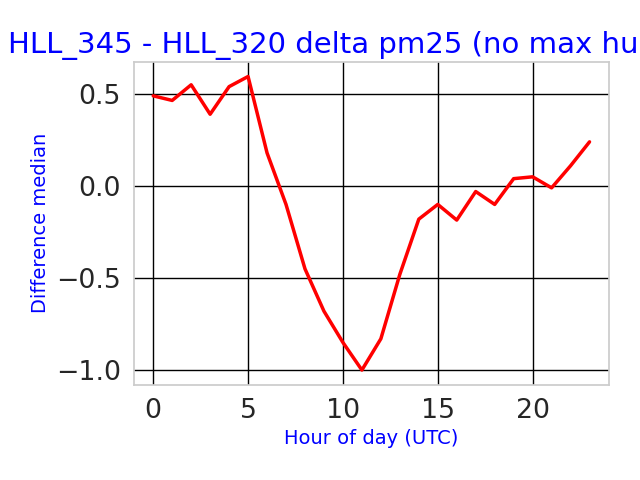 HLL_345 - HLL_320 delta pm25 (no max hu
0.5
0.0
−0.5
−1.0
Difference median
0 5 10 15 20
Hour of day (UTC)